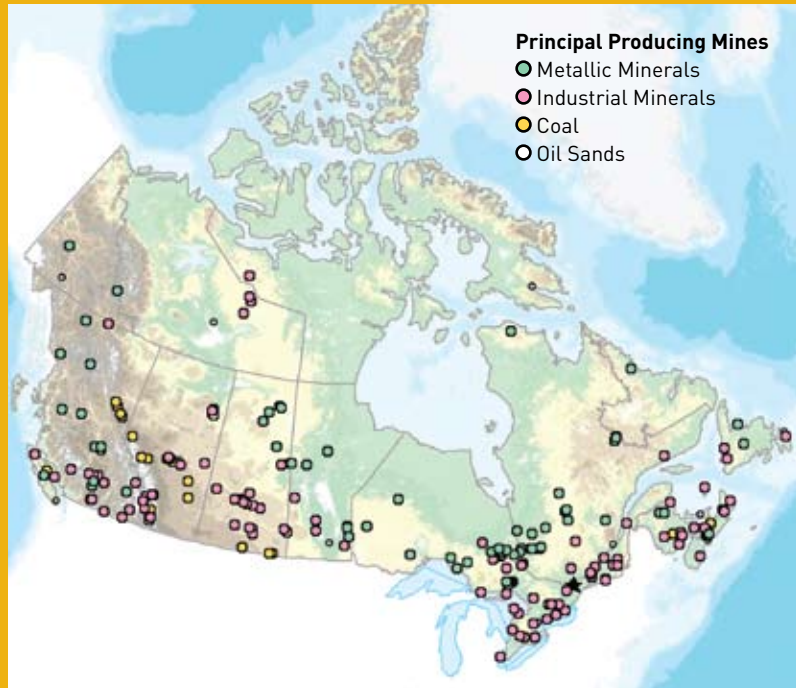 Principal Producing Mines
Metallic Minerals
Industrial Minerals
Coal
Oil Sands